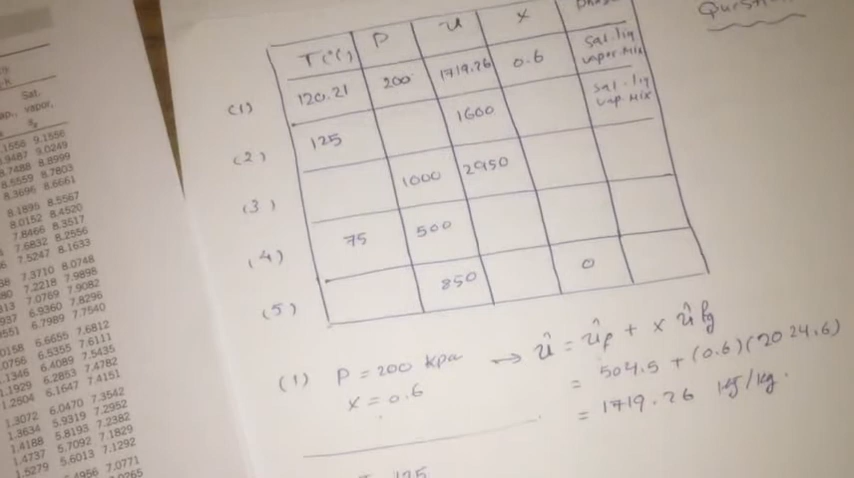 Sat.
vapor,
9.1556
9.0249
8.7488 8.8999
8.6559 8.7803
8.3696 8.6661
8.1895 8.5567
8.0152 8.4520
7.8466 8.3517
7.6832 8.2556
7.5247 8.1633
7.3710 8.0748
7.2218 7.9898
7.0769 7.9082
6.9360 7.8296
6.7989 7.7540
6.6655 7.6812
6.5355 7.6111
6.4089 7.5435
6.2853 7.4782
1.2504 6.1647 7.4151
1.3072 6.0470 7.3542
1.3634 5.9319 7.2952
1.4188 5.8193 7.2382
1.4737 5.7092 7.1829
1.5279 5.6013 7.1292
7.0771
T(°C) P u x
(1) 120.21 200 1719.26 0.6 sat.liq vapor.Mix
(2) 125 1600 sat.liq vap.Mix
(3) 1000 2950
(4) 75 500
(5) 850 0
(1) P = 200 kpa → û = ûf + x ûfg
x = 0.6 = 504.5 + (0.6)(2024.6)
= 1719.26 kJ/kg.
125